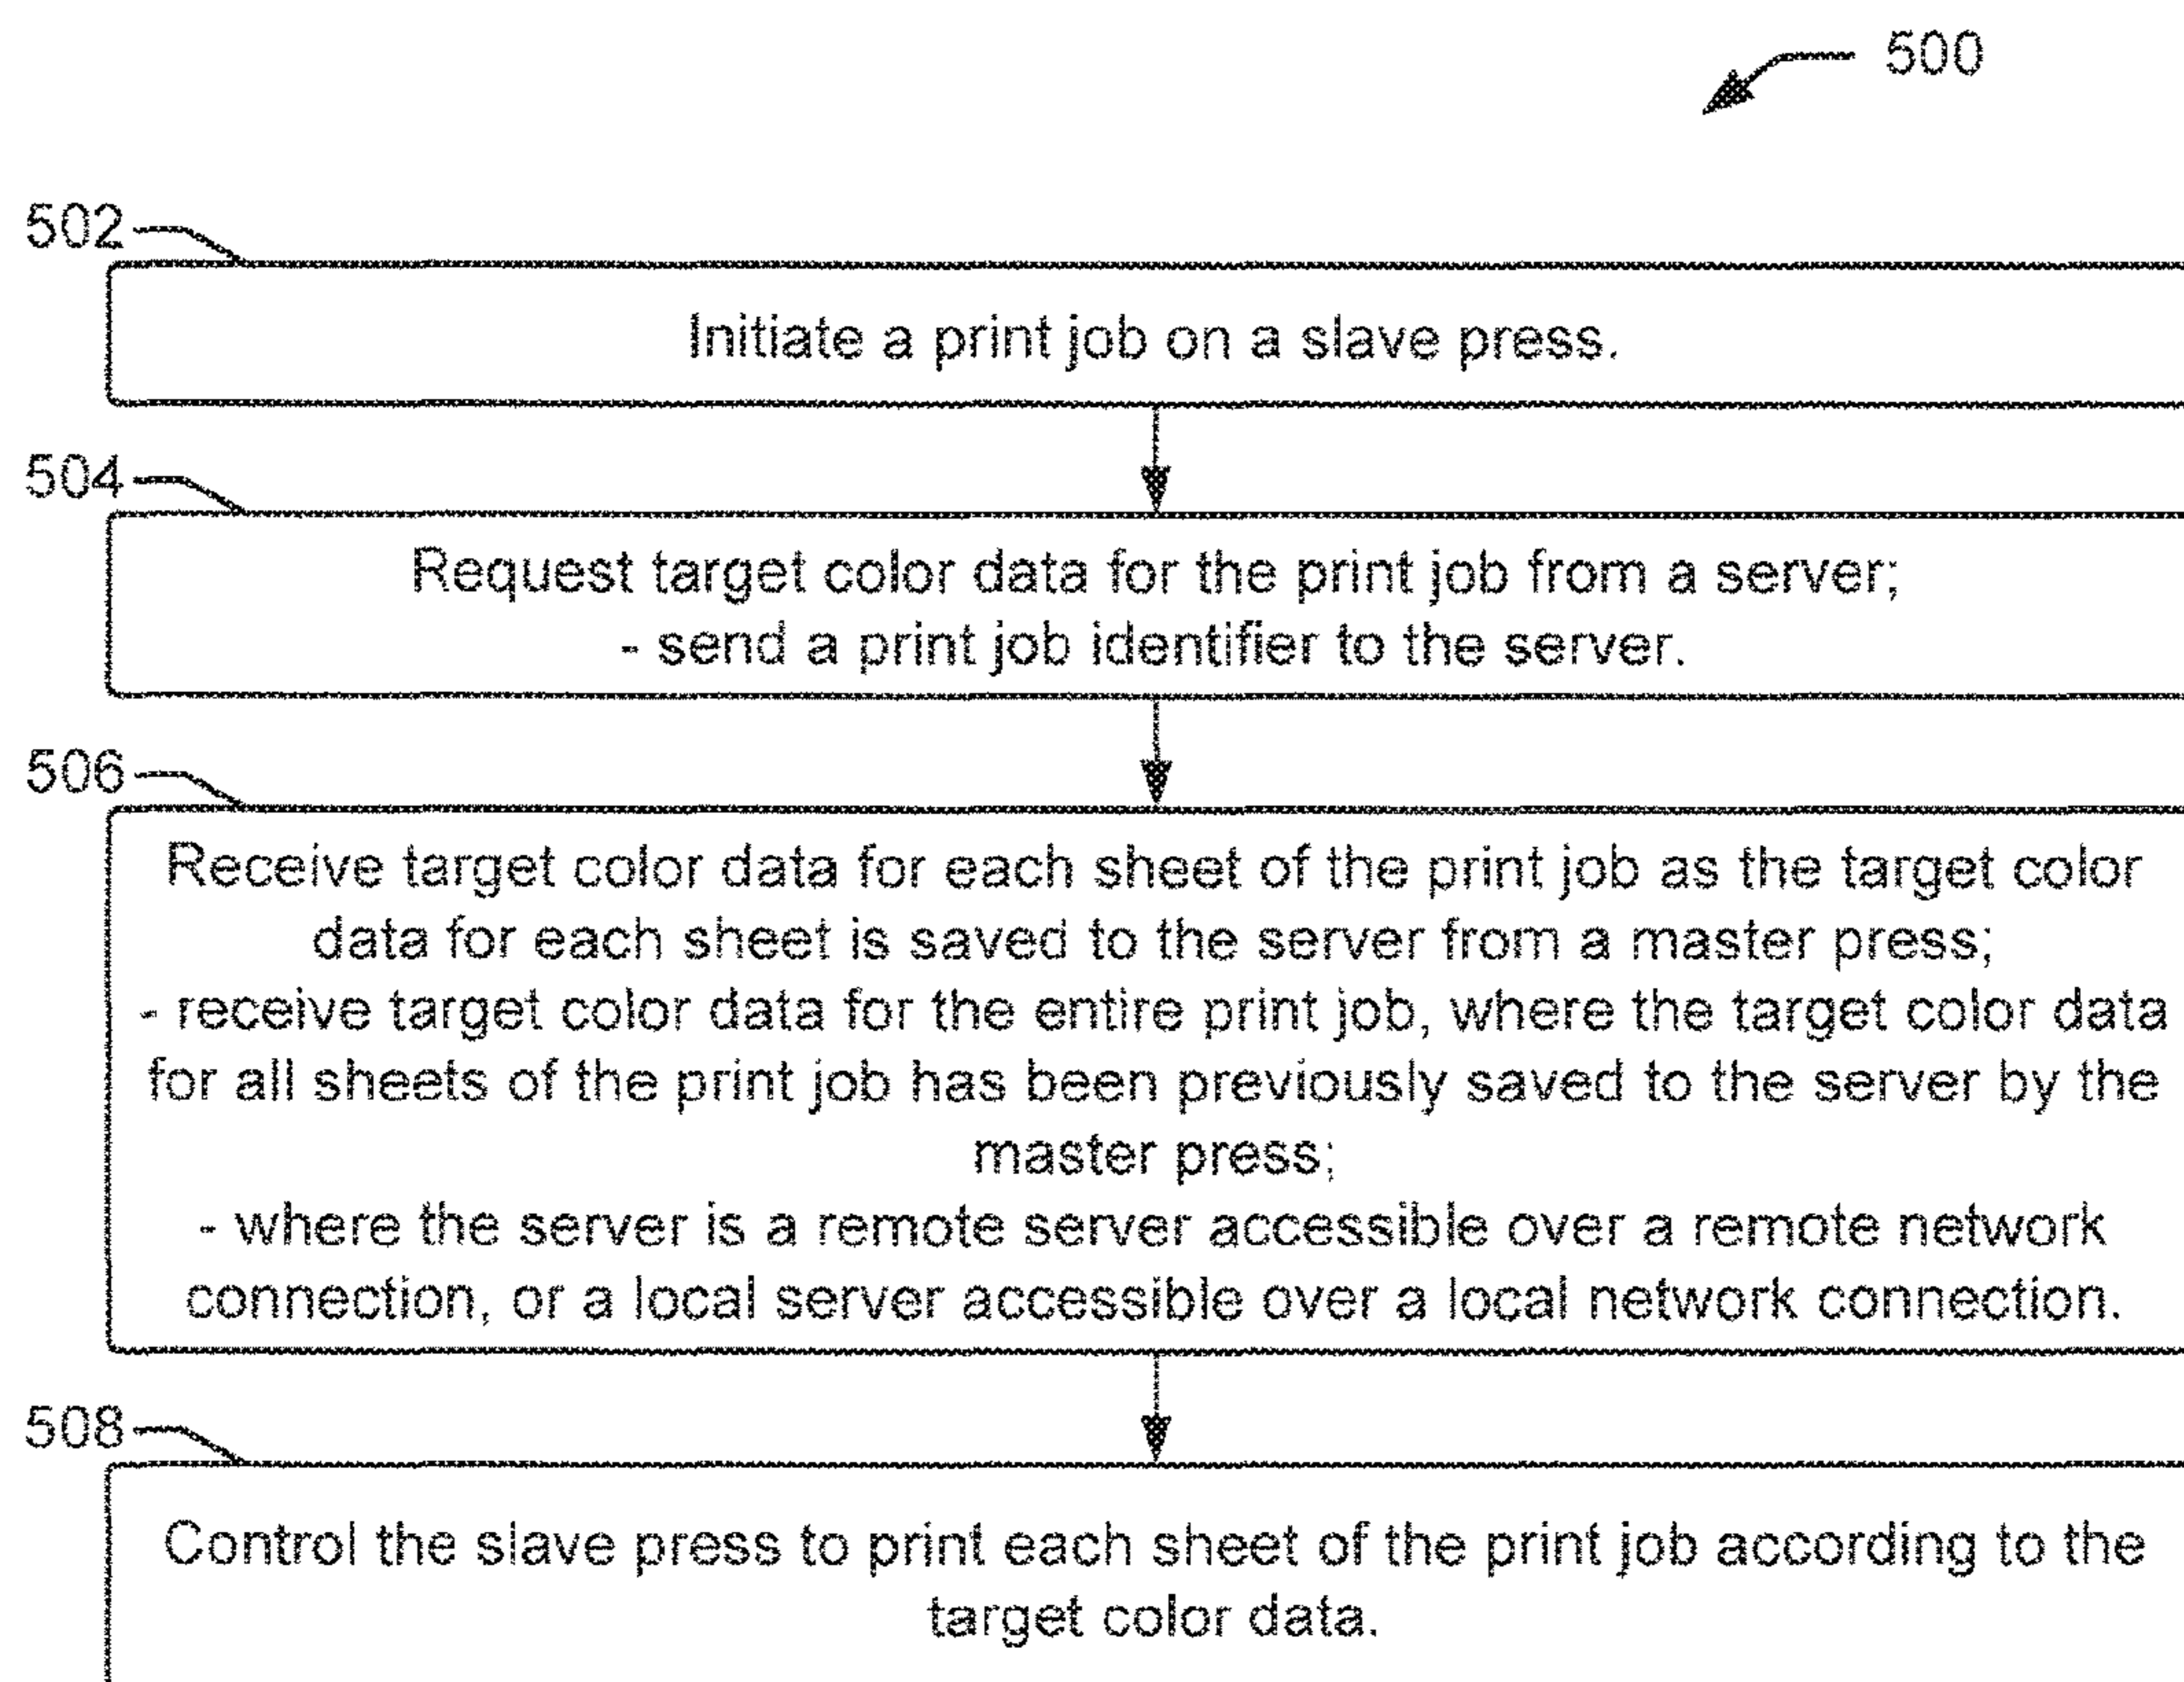 500
502
Initiate a print job on a slave press.
504
Request target color data for the print job from a server;
- send a print job identifier to the server.
506
Receive target color data for each sheet of the print job as the target color
data for each sheet is saved to the server from a master press;
- receive target color data for the entire print job, where the target color data
for all sheets of the print job has been previously saved to the server by the
master press;
- where the server is a remote server accessible over a remote network
connection, or a local server accessible over a local network connection.
508
Control the slave press to print each sheet of the print job according to the
target color data.